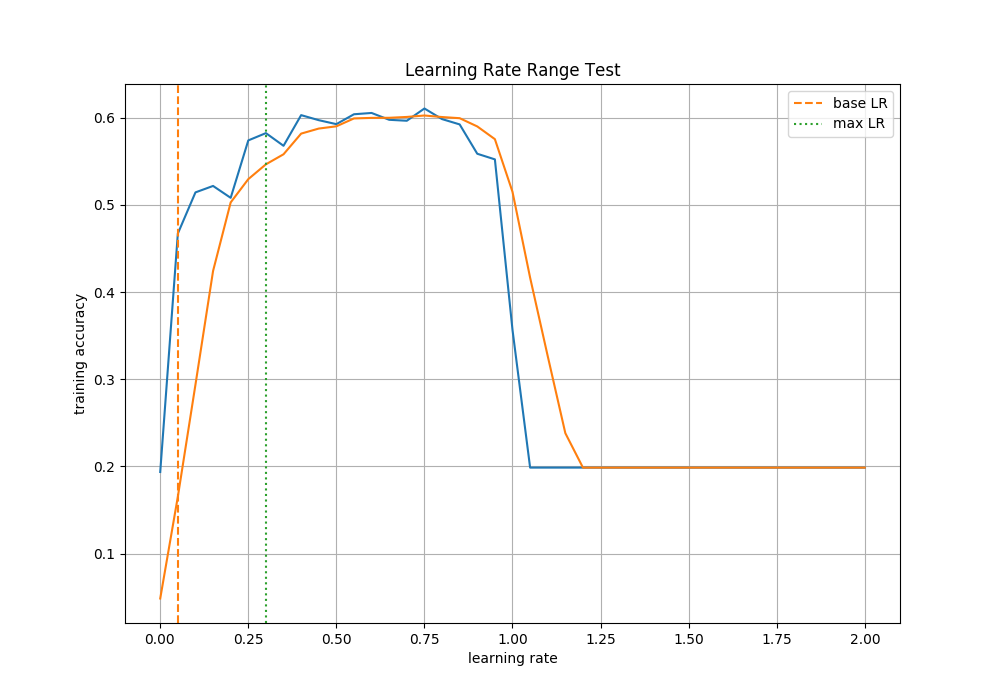 Learning Rate Range Test
base LR
max LR
0.6
0.5
0.4
0.3
0.2
0.1
training accuracy
0.00 0.25 0.50 0.75 1.00 1.25 1.50 1.75 2.00
learning rate